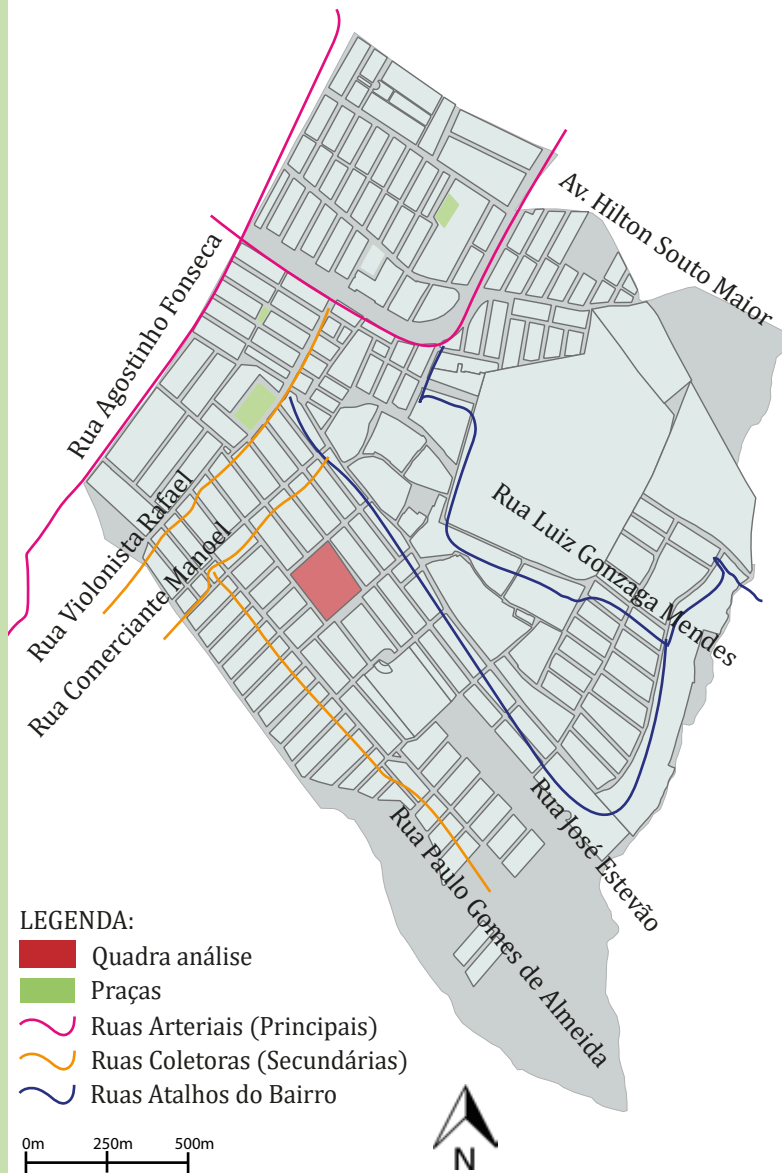 Av. Hilton Souto Maior
Rua Agostinho Fonseca
Rua Violonista Rafael
Rua Comerciante Manoel
Rua Luiz Gonzaga Mendes
Rua José Estevão
Rua Paulo Gomes de Almeida
LEGENDA:
Quadra análise
Praças
Ruas Arteriais (Principais)
Ruas Coletoras (Secundárias)
Ruas Atalhos do Bairro
0m 250m 500m
N